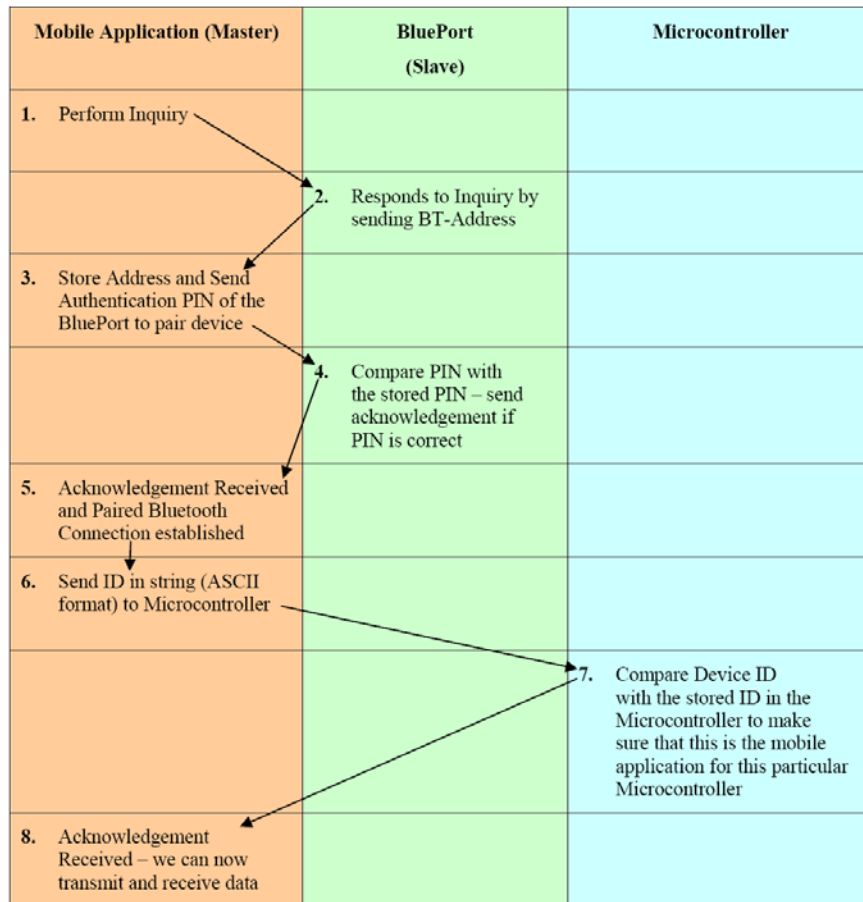 Mobile Application (Master)
BluePort
(Slave)
Microcontroller
1. Perform Inquiry
2. Responds to Inquiry by
sending BT-Address
3. Store Address and Send
Authentication PIN of the
BluePort to pair device
4. Compare PIN with
the stored PIN – send
acknowledgement if
PIN is correct
5. Acknowledgement Received
and Paired Bluetooth
Connection established
6. Send ID in string (ASCII
format) to Microcontroller
7. Compare Device ID
with the stored ID in the
Microcontroller to make
sure that this is the mobile
application for this particular
Microcontroller
8. Acknowledgement
Received – we can now
transmit and receive data